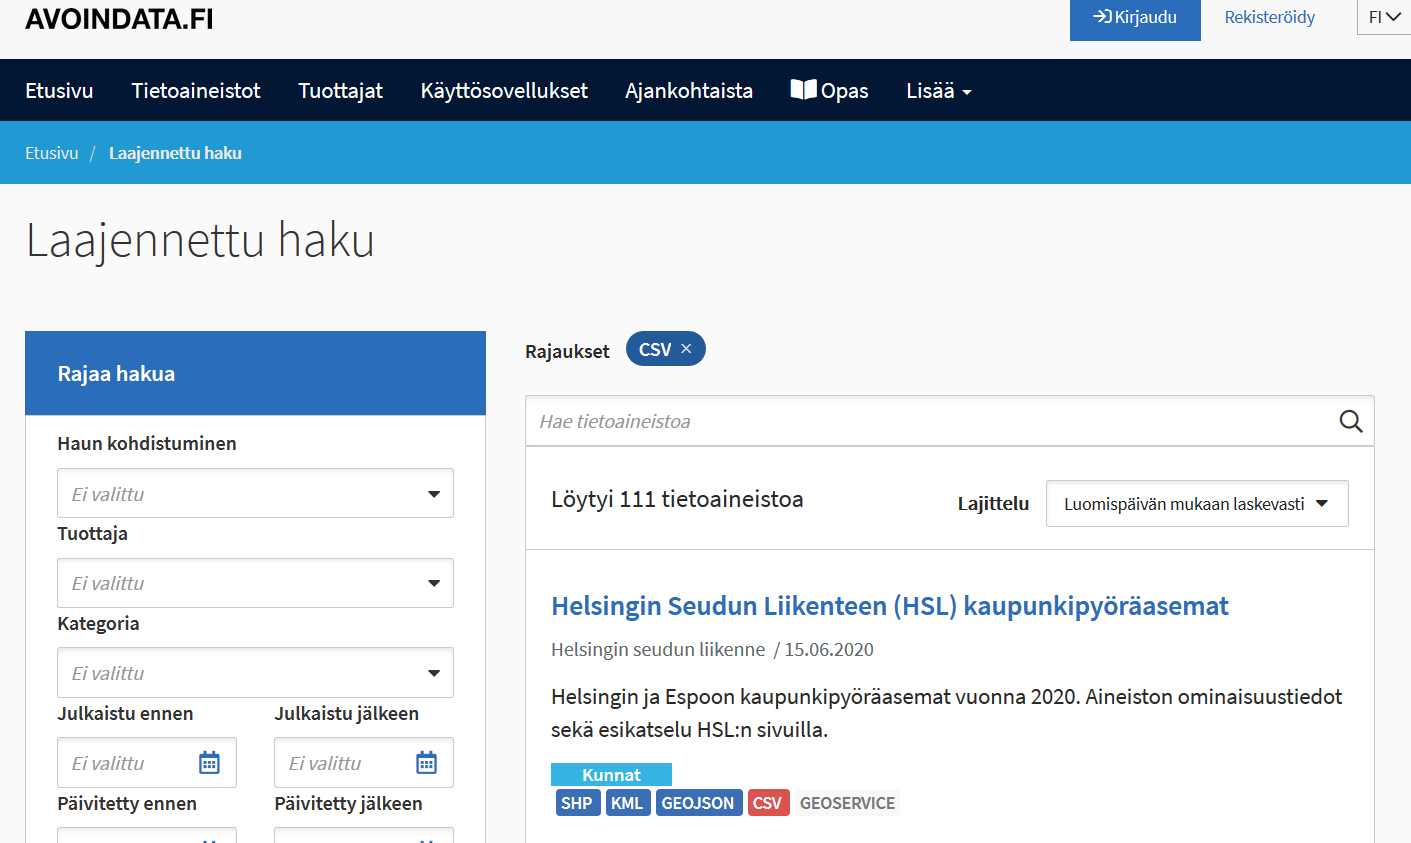 AVOINDATA.FI
Kirjaudu
Rekisteröidy
FI
Etusivu Tietoaineistot Tuottajat Käyttösovellukset Ajankohtaista Opas Lisää
Etusivu / Laajennettu haku
Laajennettu haku
Rajaa hakua
Haun kohdistuminen
Ei valittu
Tuottaja
Ei valittu
Kategoria
Ei valittu
Julkaistu ennen Julkaistu jälkeen
Ei valittu Ei valittu
Päivitetty ennen Päivitetty jälkeen
Rajaukset CSV ×
Hae tietoaineistoa
Löytyi 111 tietoaineistoa
Lajittelu Luomispäivän mukaan laskevasti
Helsingin Seudun Liikenteen (HSL) kaupunkipyöräasemat
Helsingin seudun liikenne / 15.06.2020
Helsingin ja Espoon kaupunkipyöräasemat vuonna 2020. Aineiston ominaisuustiedot
sekä esikatselu HSL:n sivuilla.
Kunnat
SHP KML GEOJSON CSV GEOSERVICE